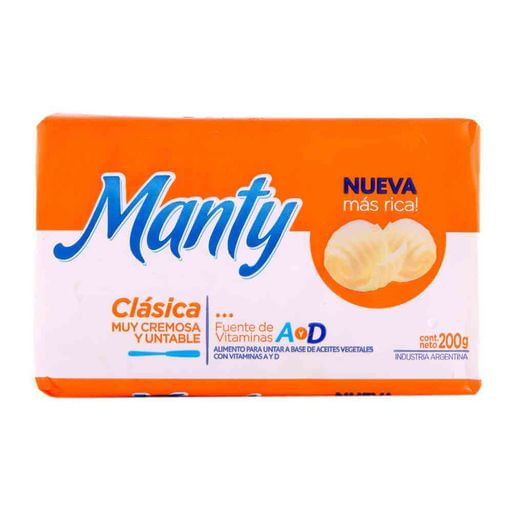 Manty
NUEVA
más rica!
Clásica
MUY CREMOSA
Y UNTABLE
...
Fuente de
Vitaminas A y D
ALIMENTO PARA UNTAR A BASE DE ACEITES VEGETALES
CON VITAMINAS A Y D
cont.
neto: 200g
INDUSTRIA ARGENTINA
NUEVA